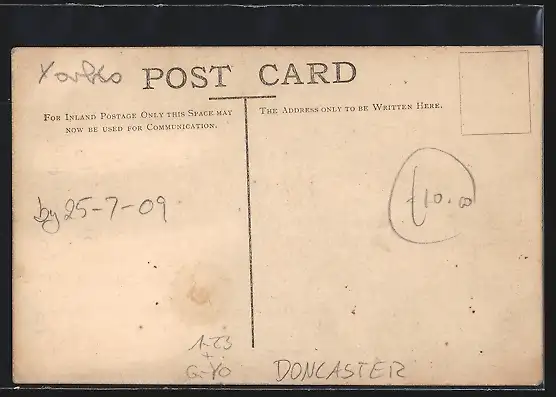 Yorks
POST CARD
FOR INLAND POSTAGE ONLY THIS SPACE MAY
NOW BE USED FOR COMMUNICATION.
THE ADDRESS ONLY TO BE WRITTEN HERE.
by 25-7-09
£10.00
DONCASTER